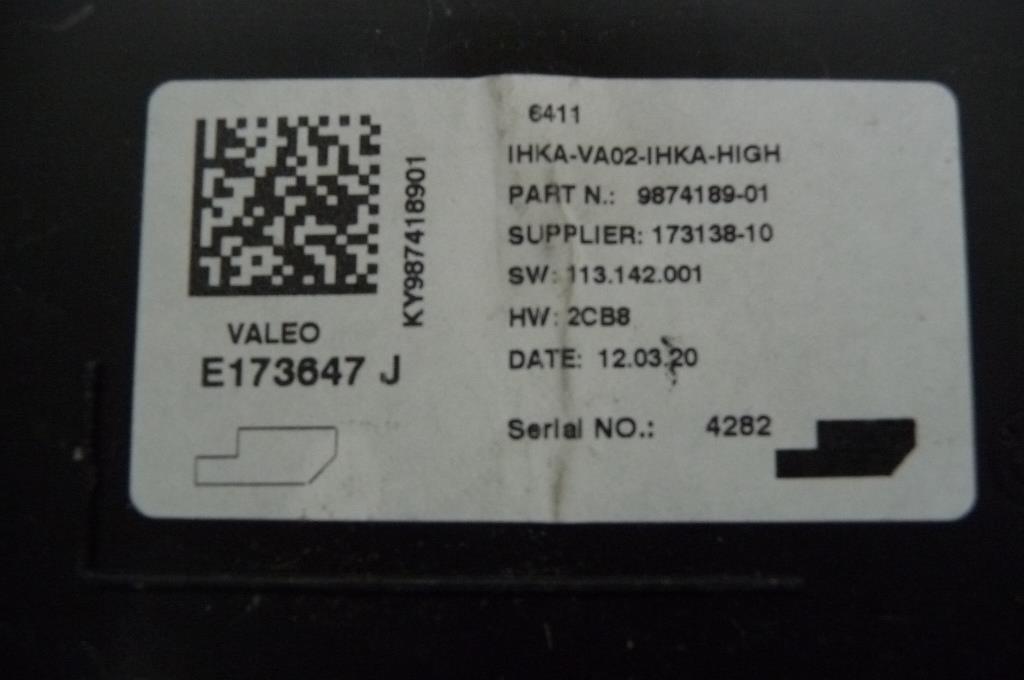 KY987418901
VALEO
E173647 J
6411
IHKA-VA02-IHKA-HIGH
PART N.: 9874189-01
SUPPLIER: 173138-10
SW: 113.142.001
HW: 2CB8
DATE: 12.03.20
Serial NO.: 4282